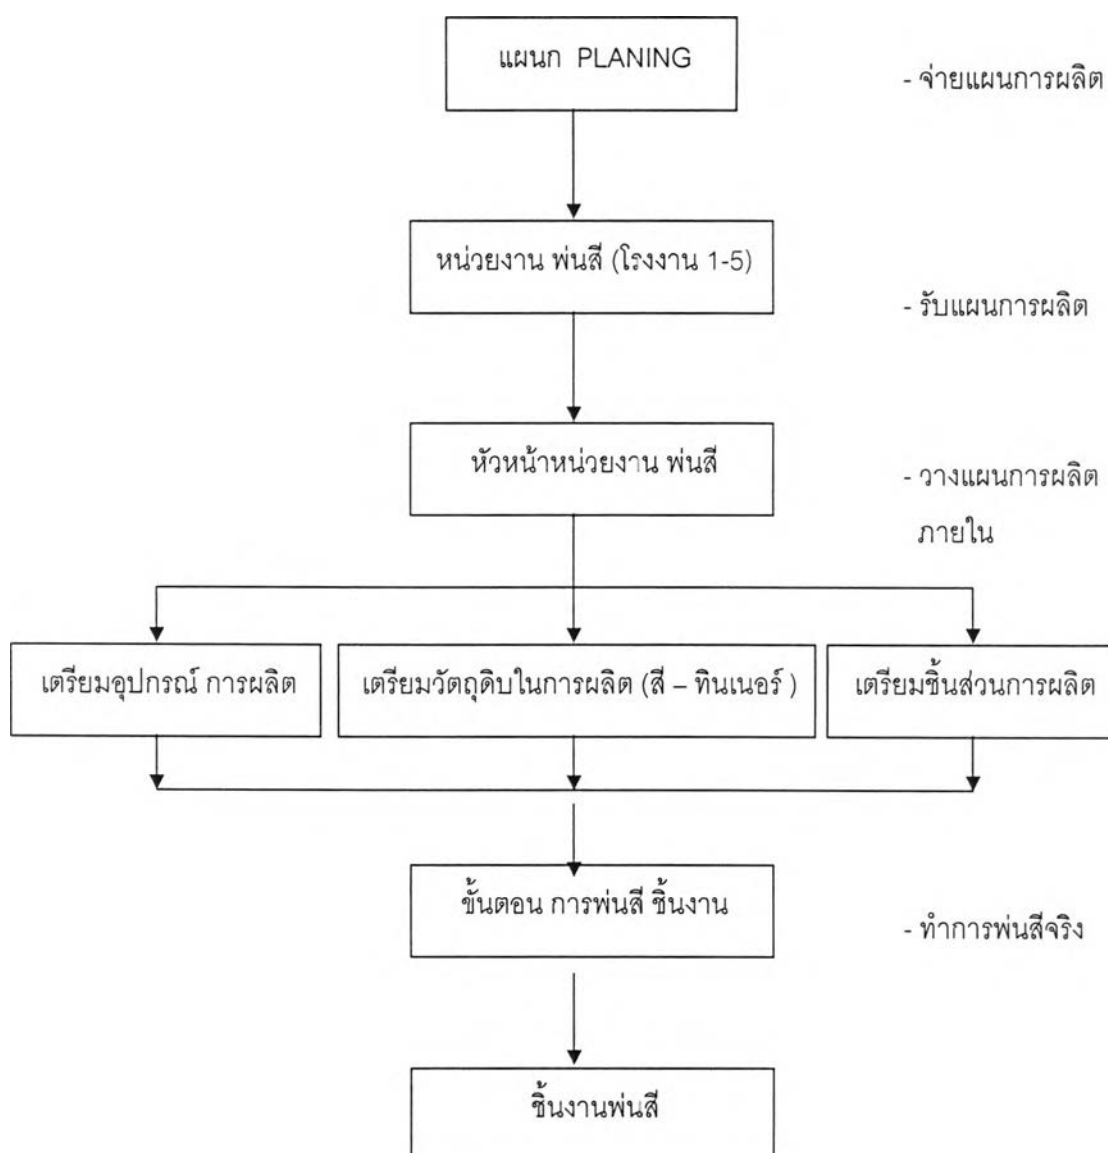 แผนก PLANING
- จ่ายแผนการผลิต
หน่วยงาน พ่นสี (โรงงาน 1-5)
- รับแผนการผลิต
หัวหน้าหน่วยงาน พ่นสี
- วางแผนการผลิต
ภายใน
เตรียมอุปกรณ์ การผลิต
เตรียมวัตถุดิบในการผลิต (สี – ทินเนอร์ )
เตรียมชิ้นส่วนการผลิต
ขั้นตอน การพ่นสี ชิ้นงาน
- ทำการพ่นสีจริง
ชิ้นงานพ่นสี